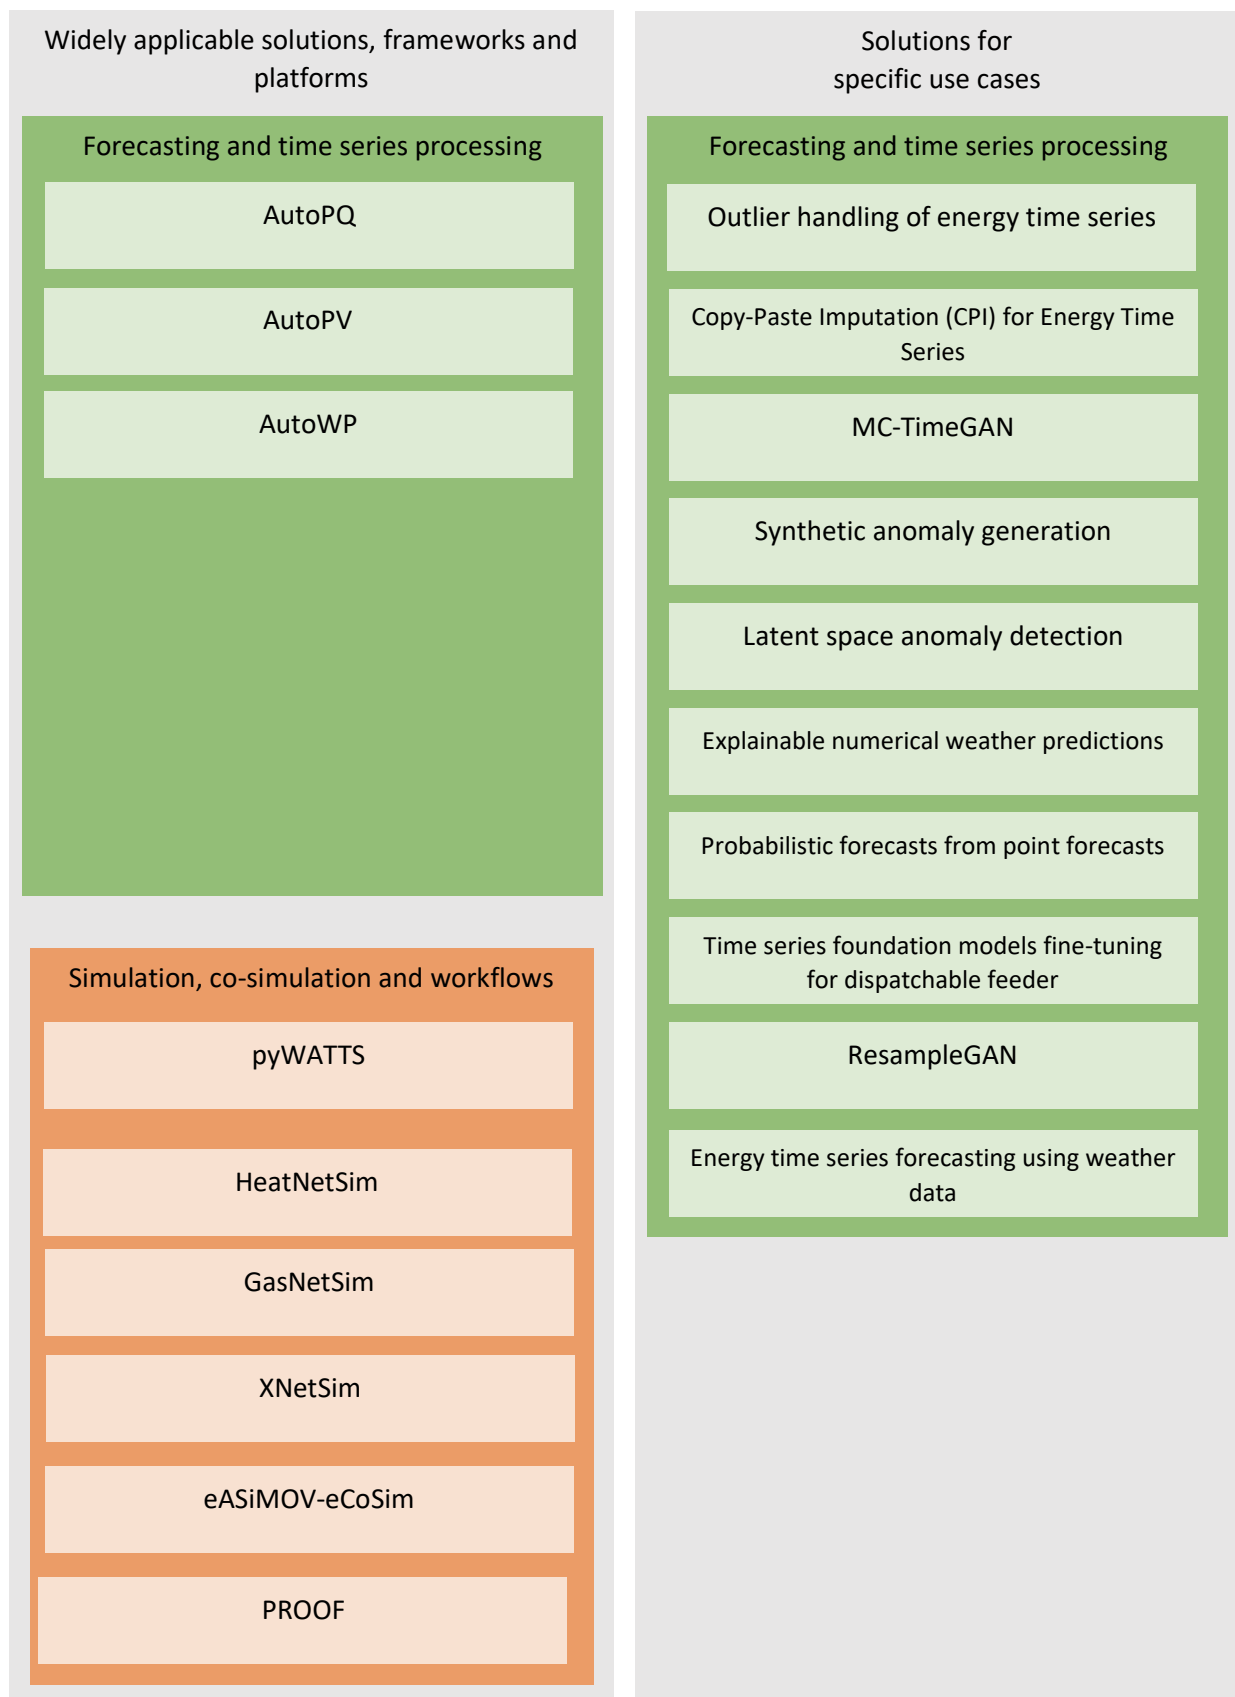 Widely applicable solutions, frameworks and
platforms
Forecasting and time series processing
AutoPQ
AutoPV
AutoWP
Simulation, co-simulation and workflows
pyWATTS
HeatNetSim
GasNetSim
XNetSim
eASiMOV-eCoSim
PROOF
Solutions for
specific use cases
Forecasting and time series processing
Outlier handling of energy time series
Copy-Paste Imputation (CPI) for Energy Time
Series
MC-TimeGAN
Synthetic anomaly generation
Latent space anomaly detection
Explainable numerical weather predictions
Probabilistic forecasts from point forecasts
Time series foundation models fine-tuning
for dispatchable feeder
ResampleGAN
Energy time series forecasting using weather
data